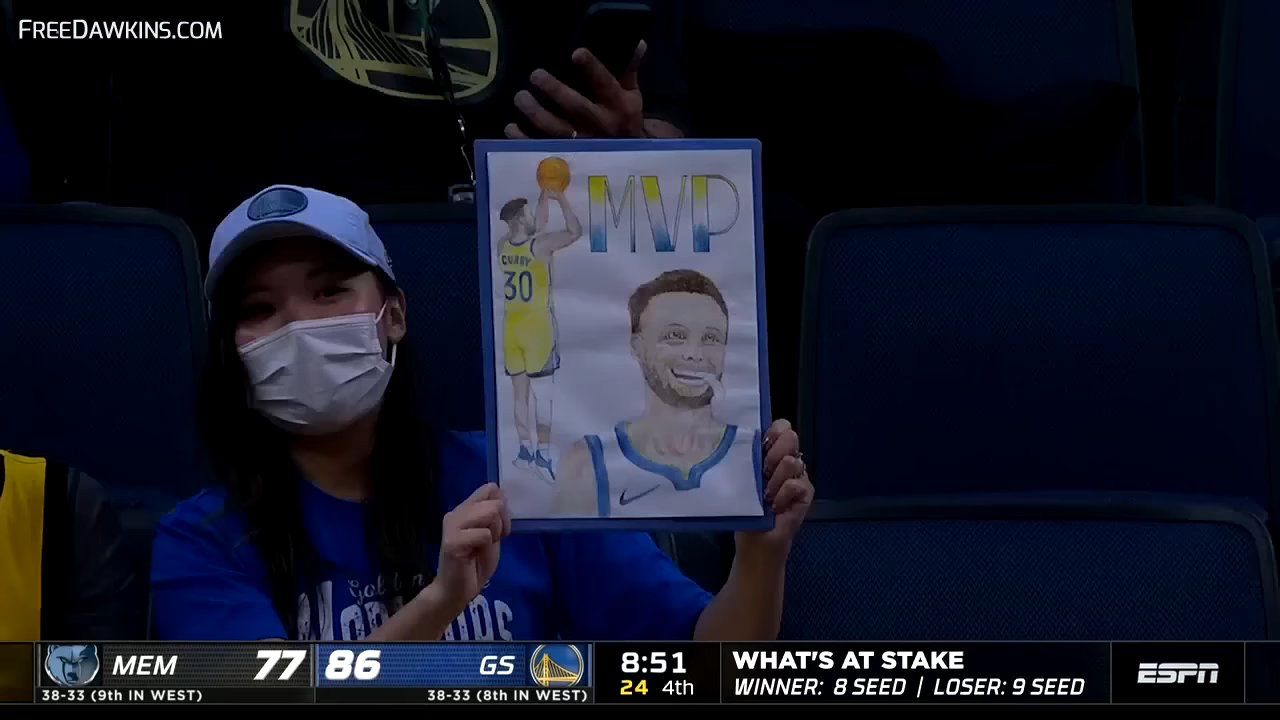 FREEDAWKINS.COM
MVP
CURRY
30
MEM 77
86 GS
8:51
24 4th
WHAT'S AT STAKE
WINNER: 8 SEED | LOSER: 9 SEED
ESPN
38-33 (9TH IN WEST)
38-33 (8TH IN WEST)